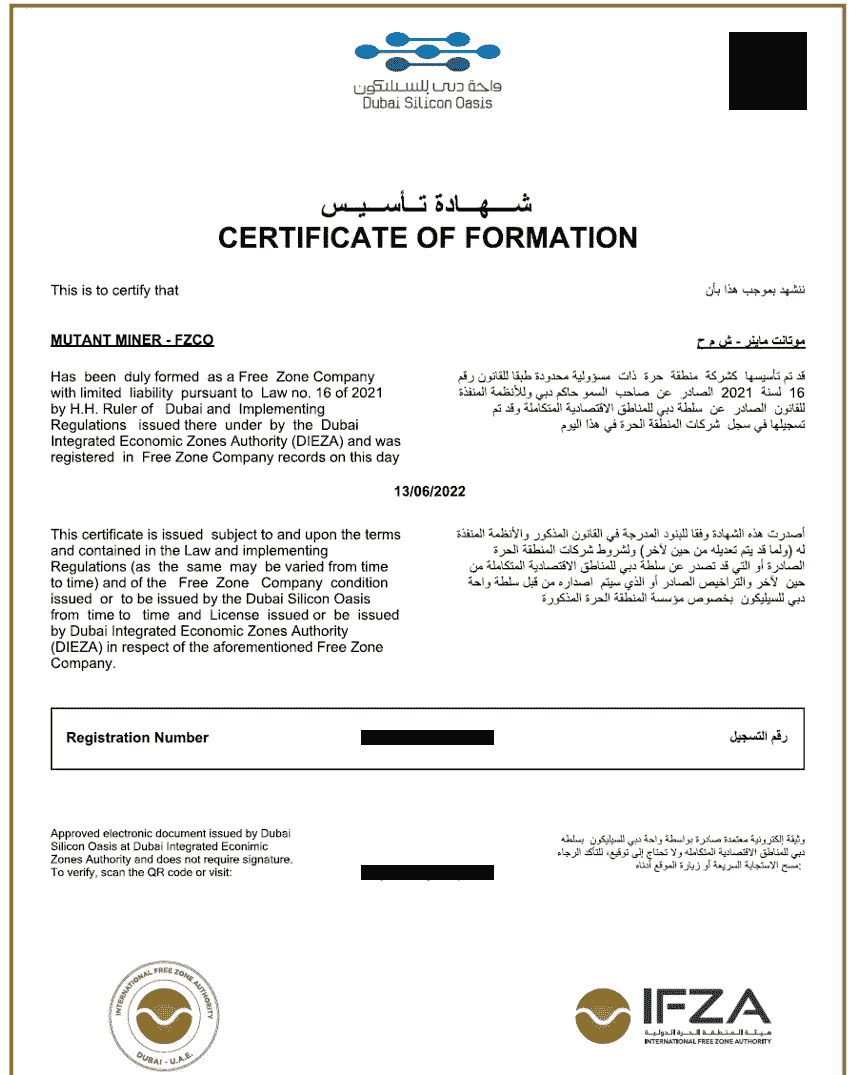 واحة دبي للسيليكون
Dubai Silicon Oasis
شـــهـــادة تــأســيــس
CERTIFICATE OF FORMATION
This is to certify that
نشهد بموجب هذا بأن
MUTANT MINER - FZCO
موتانت ماينر - ش م ح
Has been duly formed as a Free Zone Company
with limited liability pursuant to Law no. 16 of 2021
by H.H. Ruler of Dubai and Implementing
Regulations issued there under by the Dubai
Integrated Economic Zones Authority (DIEZA) and was
registered in Free Zone Company records on this day
قد تم تأسيسها كشركة منطقة حرة ذات مسؤولية محدودة طبقا للقانون رقم
16 لسنة 2021 الصادر عن صاحب السمو حاكم دبي وللأنظمة المنفذة
للقانون الصادر عن سلطة دبي للمناطق الاقتصادية المتكاملة وقد تم
تسجيلها في سجل شركات المنطقة الحرة في هذا اليوم
13/06/2022
This certificate is issued subject to and upon the terms
and contained in the Law and implementing
Regulations (as the same may be varied from time
to time) and of the Free Zone Company condition
issued or to be issued by the Dubai Silicon Oasis
from time to time and License issued or be issued
by Dubai Integrated Economic Zones Authority
(DIEZA) in respect of the aforementioned Free Zone
Company.
أصدرت هذه الشهادة وفقا للبنود المدرجة في القانون المذكور والأنظمة المنفذة
له (ولما قد يتم تعديله من حين لآخر) ولشروط شركات المنطقة الحرة
الصادرة أو التي قد تصدر عن سلطة دبي للمناطق الاقتصادية المتكاملة من
حين لآخر والتراخيص الصادر أو الذي سيتم اصداره من قبل سلطة واحة
دبي للسيليكون بخصوص مؤسسة المنطقة الحرة المذكورة
Registration Number
رقم التسجيل
Approved electronic document issued by Dubai
Silicon Oasis at Dubai Integrated Econimic
Zones Authority and does not require signature.
To verify, scan the QR code or visit:
وثيقة إلكترونية معتمدة صادرة بواسطة واحة دبي للسيليكون بسلطه
دبي للمناطق الاقتصادية المتكامله ولا تحتاج إلى توقيع، للتأكد الرجاء
مسح الاستجابة السريعة أو زيارة الموقع أدناه:
INTERNATIONAL FREE ZONE AUTHORITY
DUBAI - U.A.E.
IFZA
هيئة المنطقة الحرة الدولية
INTERNATIONAL FREE ZONE AUTHORITY